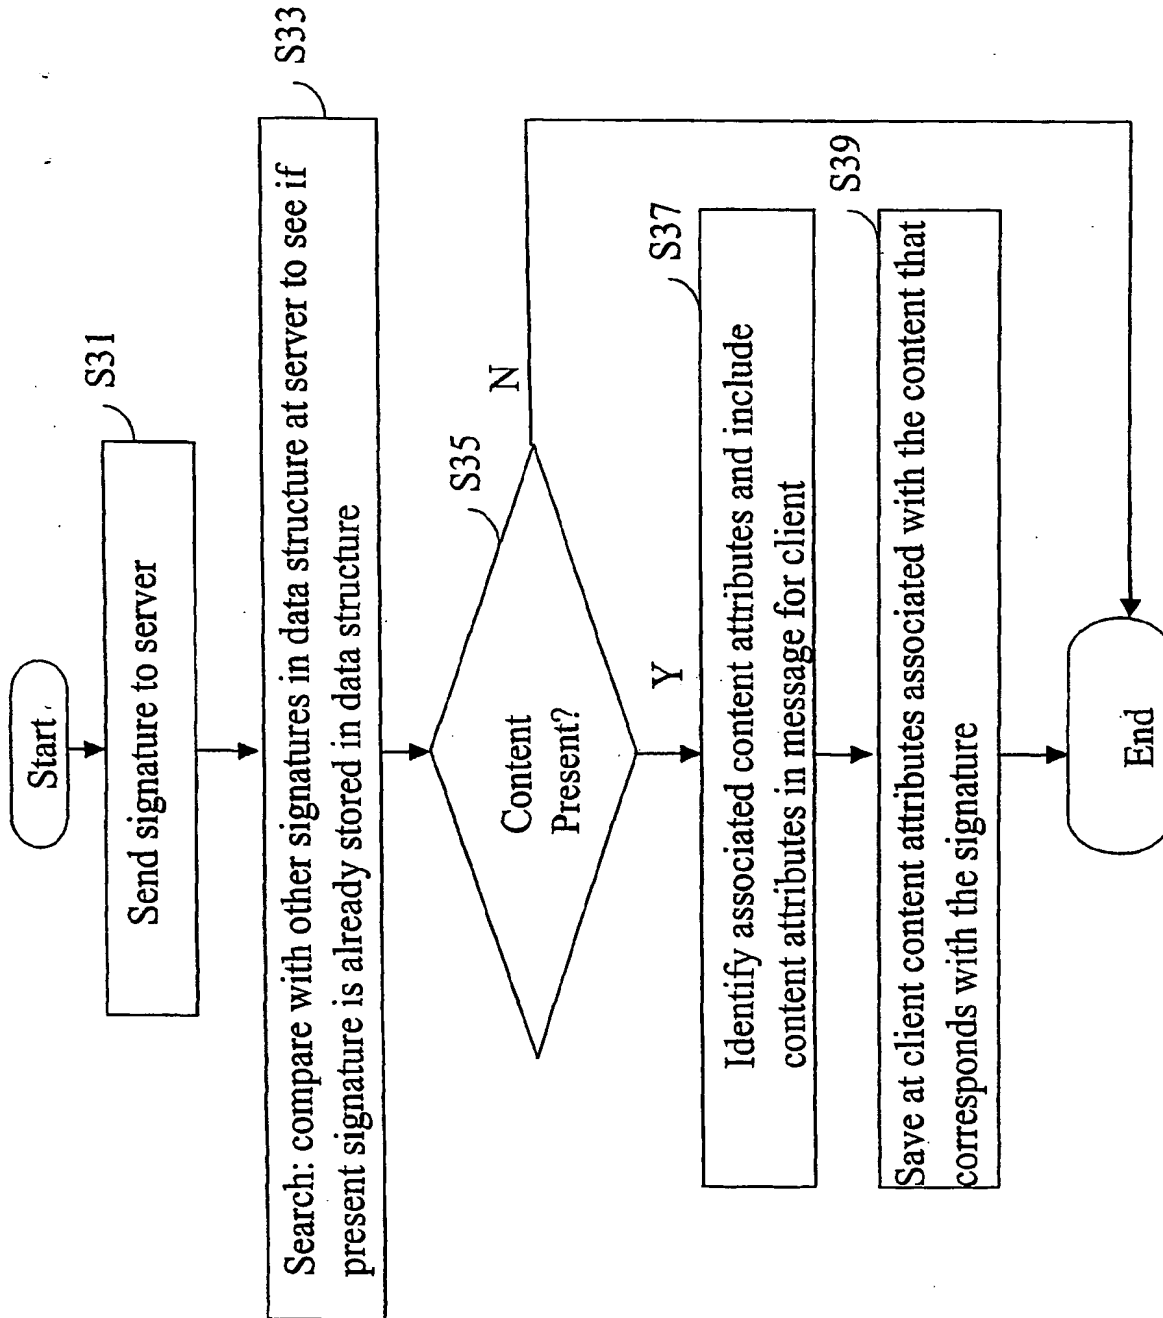 Start
S31
Send signature to server
S33
Search: compare with other signatures in data structure at server to see if
present signature is already stored in data structure
S35
Content
Present?
N
Y
S37
Identify associated content attributes and include
content attributes in message for client
S39
Save at client content attributes associated with the content that
corresponds with the signature
End